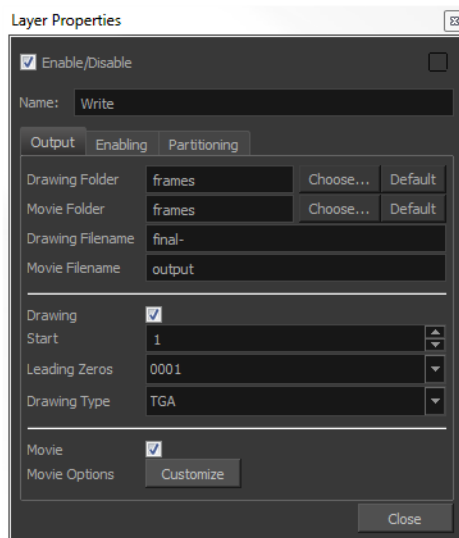 Layer Properties
Enable/Disable
Name: Write
Output Enabling Partitioning
Drawing Folder frames Choose... Default
Movie Folder frames Choose... Default
Drawing Filename final-
Movie Filename output
Drawing
Start 1
Leading Zeros 0001
Drawing Type TGA
Movie
Movie Options Customize
Close